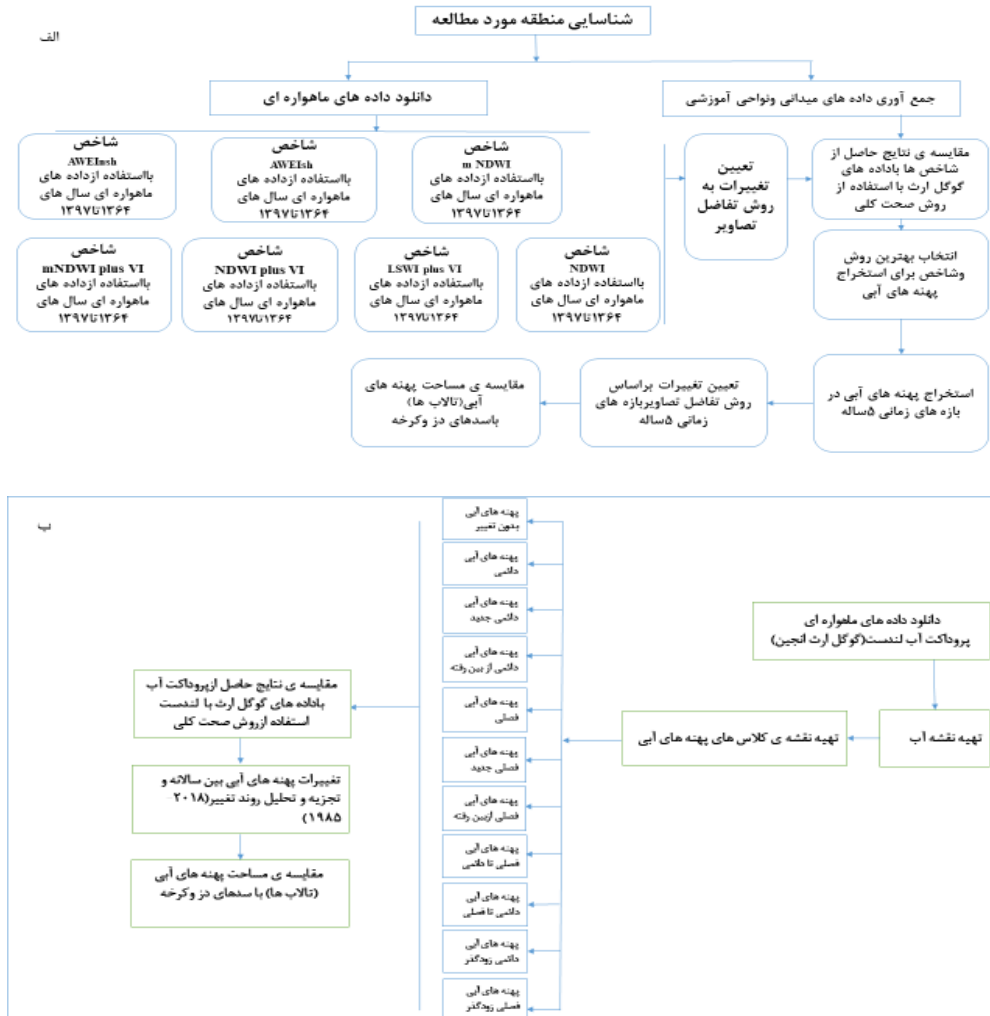 شناسایی منطقه مورد مطالعه
الف
جمع آوری داده های میدانی ونواحی آموزشی
دانلود داده های ماهواره ای
شاخص
m NDWI
بااستفاده ازداده های
ماهواره ای سال های
۱۳۶۴تا۱۳۹۷
شاخص
AWEIsh
بااستفاده ازداده های
ماهواره ای سال های
۱۳۶۴تا۱۳۹۷
شاخص
AWEInsh
بااستفاده ازداده های
ماهواره ای سال های
۱۳۶۴تا۱۳۹۷
شاخص
NDWI
بااستفاده ازداده های
ماهواره ای سال های
۱۳۶۴تا۱۳۹۷
شاخص
LSWI plus VI
بااستفاده ازداده های
ماهواره ای سال های
۱۳۶۴تا۱۳۹۷
شاخص
NDWI plus VI
بااستفاده ازداده های
ماهواره ای سال های
۱۳۶۴تا۱۳۹۷
شاخص
mNDWI plus VI
بااستفاده ازداده های
ماهواره ای سال های
۱۳۶۴تا۱۳۹۷
تعیین
تغییرات به
روش تفاضل
تصاویر
مقایسه ی نتایج حاصل از
شاخص ها باداده های
گوگل ارث با استفاده از
روش صحت کلی
انتخاب بهترین روش
وشاخص برای استخراج
پهنه های آبی
استخراج پهنه های آبی در
بازه های زمانی ۵ساله
تعیین تغییرات براساس
روش تفاضل تصاویربازه های
زمانی ۵ساله
مقایسه ی مساحت پهنه های
آبی(تالاب ها)
باسدهای دز وکرخه
ب
دانلود داده های ماهواره ای
پروداکت آب لندست(گوگل ارث انجین)
تهیه نقشه آب
تهیه نقشه ی کلاس های پهنه های آبی
پهنه های آبی
بدون تغییر
پهنه های آبی
دائمی
پهنه های آبی
دائمی جدید
پهنه های آبی
دائمی از بین رفته
پهنه های آبی
فصلی
پهنه های آبی
فصلی جدید
پهنه های آبی
فصلی ازبین رفته
پهنه های آبی
فصلی تا دائمی
پهنه های آبی
دائمی تا فصلی
پهنه های آبی
دائمی زودگذر
پهنه های آبی
فصلی زودگذر
مقایسه ی نتایج حاصل ازپروداکت آب
باداده های گوگل ارث با لندست
استفاده ازروش صحت کلی
تغییرات پهنه های آبی بین سالانه و
تجزیه و تحلیل روند تغییر(۲۰۱۸
۱۹۸۵)
مقایسه ی مساحت پهنه های آبی
(تالاب ها) با سدهای دز وکرخه